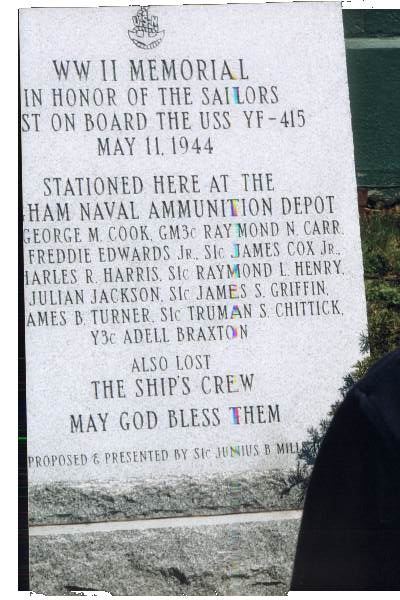 WW II MEMORIAL
IN HONOR OF THE SAILORS
ST ON BOARD THE USS YF-415
MAY 11, 1944
STATIONED HERE AT THE
GHAM NAVAL AMMUNITION DEPOT
GEORGE M. COOK, GM3c RAYMOND N. CARR,
FREDDIE EDWARDS Jr., S1c JAMES COX Jr.,
HARLES R. HARRIS, S1c RAYMOND L. HENRY,
JULIAN JACKSON, S1c JAMES S. GRIFFIN,
AMES B. TURNER, S1c TRUMAN S. CHITTICK,
Y3c ADELL BRAXTON
ALSO LOST
THE SHIP'S CREW
MAY GOD BLESS THEM
PROPOSED & PRESENTED BY S1c JUNIUS B. MILLS